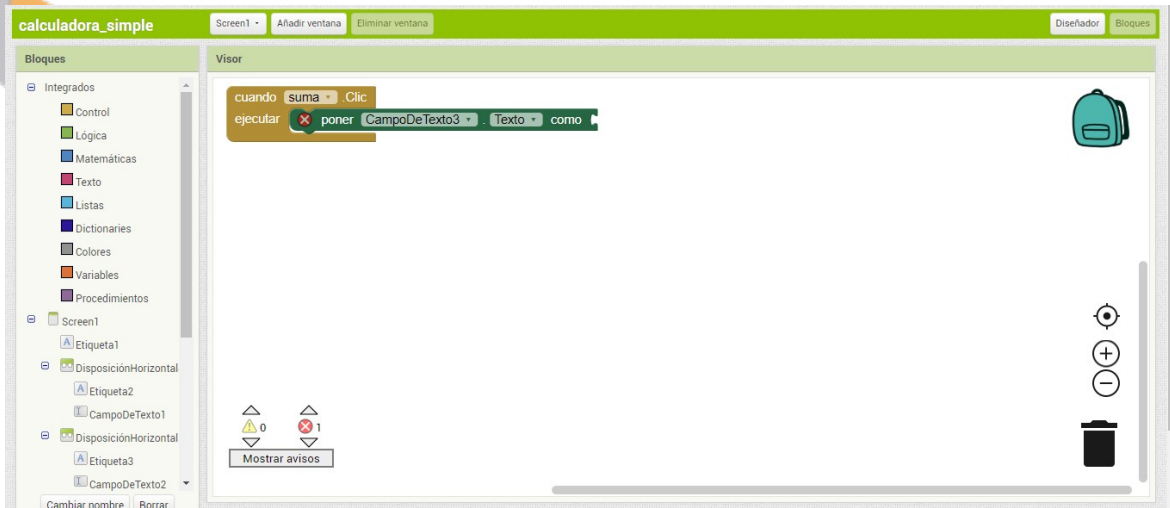 calculadora_simple
Screen1 Añadir ventana Eliminar ventana Diseñador Bloques
Bloques
Visor
Integrados
Control
Lógica
Matemáticas
Texto
Listas
Dictionaries
Colores
Variables
Procedimientos
Screen1
Etiqueta1
DisposiciónHorizontal
Etiqueta2
CampoDeTexto1
DisposiciónHorizontal
Etiqueta3
CampoDeTexto2
Cambiar nombre Borrar
cuando suma .Clic
ejecutar poner CampoDeTexto3 . Texto como
0 1
Mostrar avisos